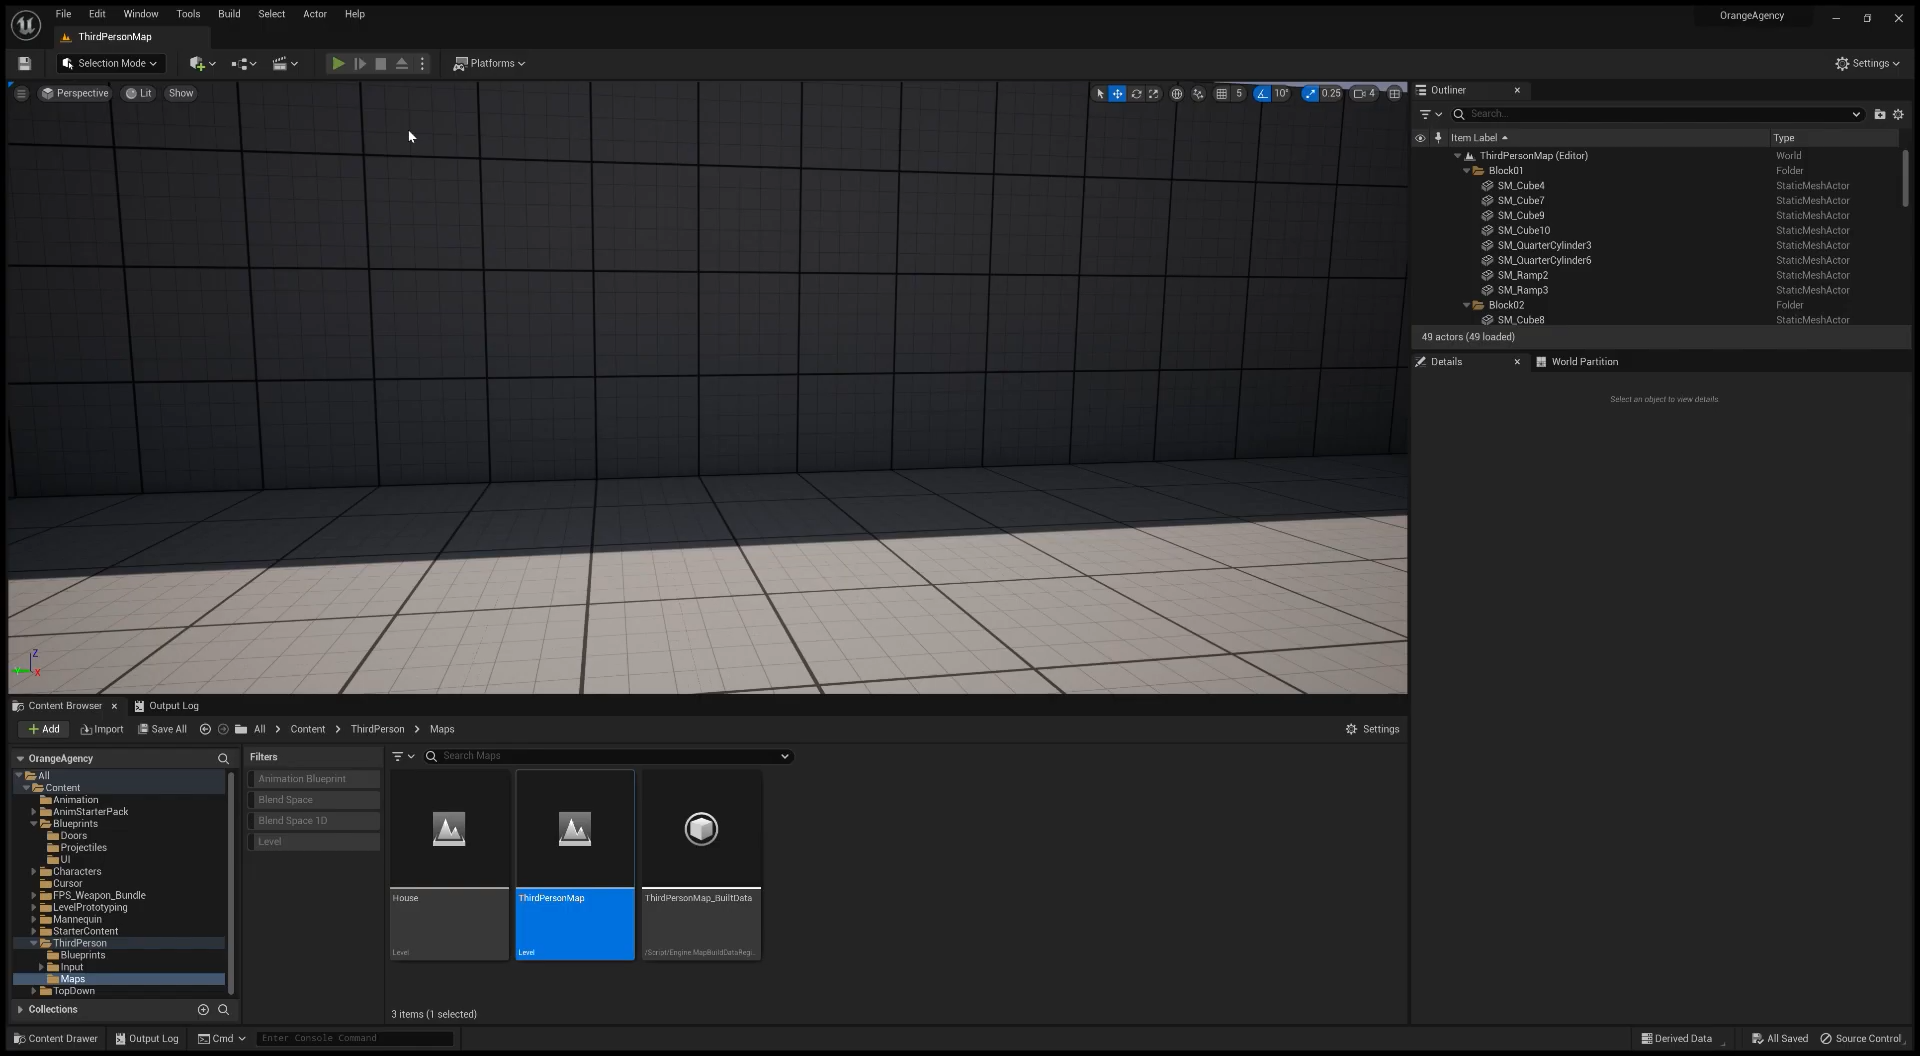 File Edit Window Tools Build Select Actor Help
OrangeAgency
ThirdPersonMap
Selection Mode
Platforms
Settings
Perspective Lit Show
5 10° 0.25 4
Outliner
Search...
Item Label Type
ThirdPersonMap (Editor) World
Block01 Folder
SM_Cube4 StaticMeshActor
SM_Cube7 StaticMeshActor
SM_Cube9 StaticMeshActor
SM_Cube10 StaticMeshActor
SM_QuarterCylinder3 StaticMeshActor
SM_QuarterCylinder6 StaticMeshActor
SM_Ramp2 StaticMeshActor
SM_Ramp3 StaticMeshActor
Block02 Folder
SM_Cube8 StaticMeshActor
49 actors (49 loaded)
Details World Partition
Select an object to view details
Z
Y X
Content Browser Output Log
Add Import Save All All Content ThirdPerson Maps Settings
OrangeAgency
All
Content
Animation
AnimStarterPack
Blueprints
Doors
Projectiles
UI
Characters
Cursor
FPS_Weapon_Bundle
LevelPrototyping
Mannequin
StarterContent
ThirdPerson
Blueprints
Input
Maps
TopDown
Collections
Filters
Animation Blueprint
Blend Space
Blend Space 1D
Level
Search Maps
House
Level
ThirdPersonMap
Level
ThirdPersonMap_BuiltData
/Script/Engine.MapBuildDataRegi...
3 items (1 selected)
Content Drawer Output Log Cmd Enter Console Command Derived Data All Saved Source Control